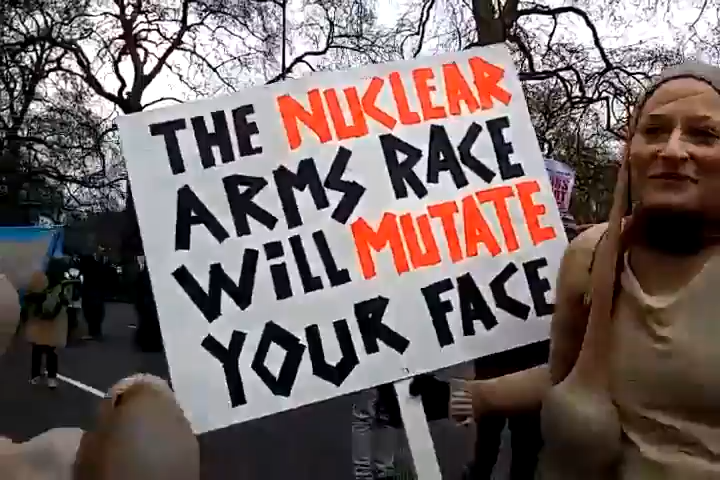 THE NUCLEAR
ARMS RACE
WiLL MUTATE
YOUR FACE